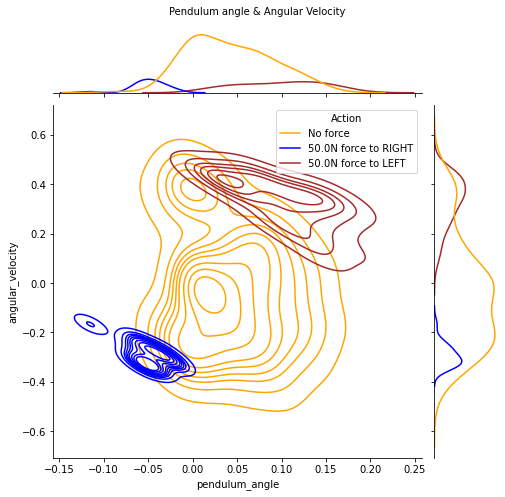 Pendulum angle & Angular Velocity
Action
No force
50.0N force to RIGHT
50.0N force to LEFT
0.6
0.4
0.2
0.0
−0.2
−0.4
−0.6
angular_velocity
−0.15 −0.10 −0.05 0.00 0.05 0.10 0.15 0.20 0.25
pendulum_angle